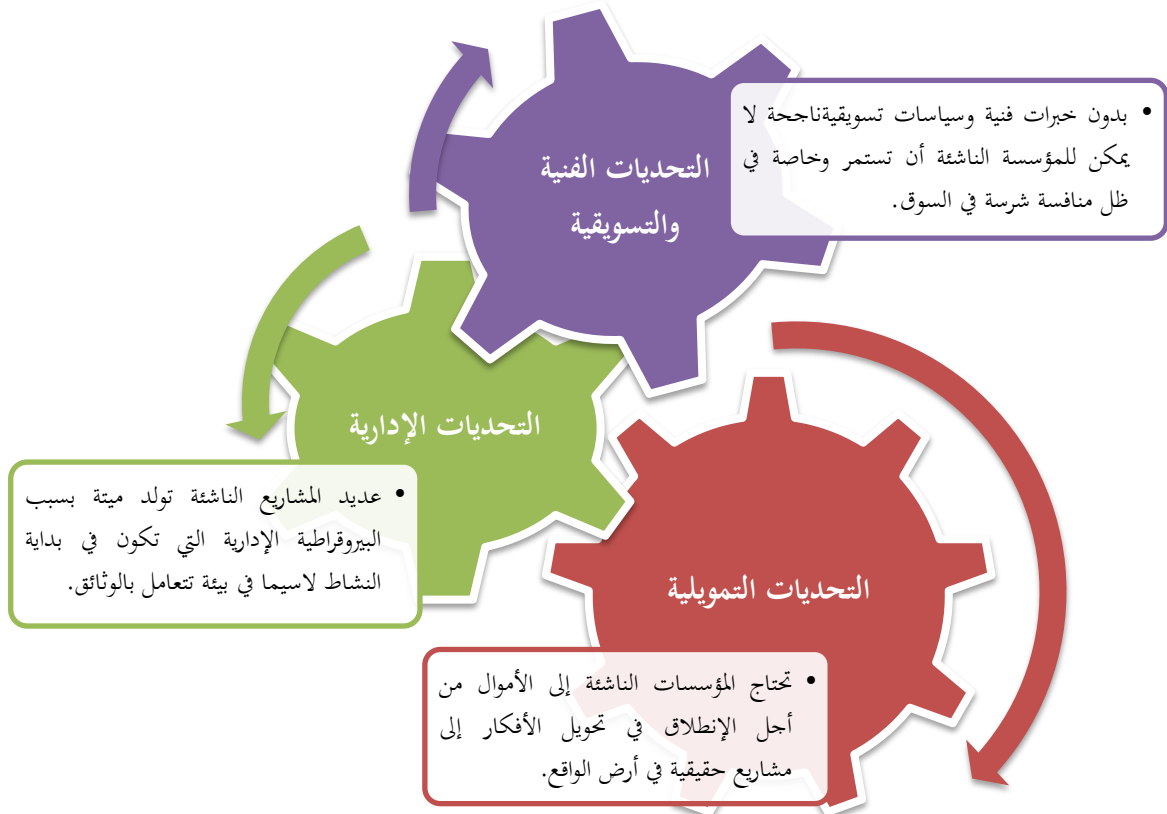 التحديات الفنية
والتسويقية
• بدون خبرات فنية وسياسات تسويقيةناجحة لا
يمكن للمؤسسة الناشئة أن تستمر وخاصة في
ظل منافسة شرسة في السوق.
التحديات الإدارية
• عديد المشاريع الناشئة تولد ميتة بسبب
البيروقراطية الإدارية التي تكون في بداية
النشاط لاسيما في بيئة تتعامل بالوثائق.
التحديات التمويلية
• تحتاج المؤسسات الناشئة إلى الأموال من
أجل الإنطلاق في تحويل الأفكار إلى
مشاريع حقيقية في أرض الواقع.